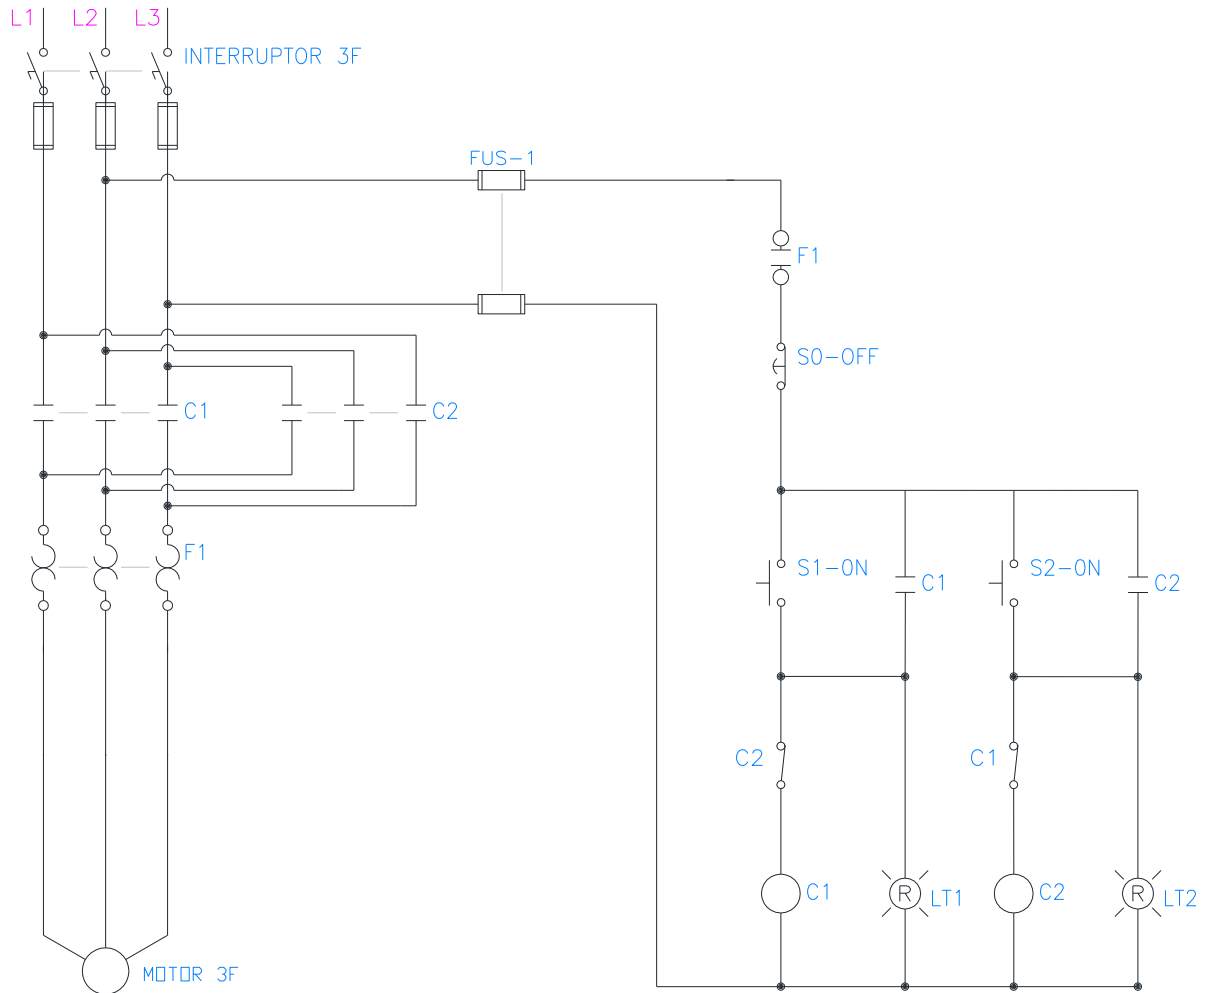 L1 L2 L3
INTERRUPTOR 3F
FUS-1
F1
S0-OFF
C1
C2
F1
S1-ON
C1
S2-ON
C2
C2
C1
C1
R
LT1
C2
R
LT2
MOTOR 3F